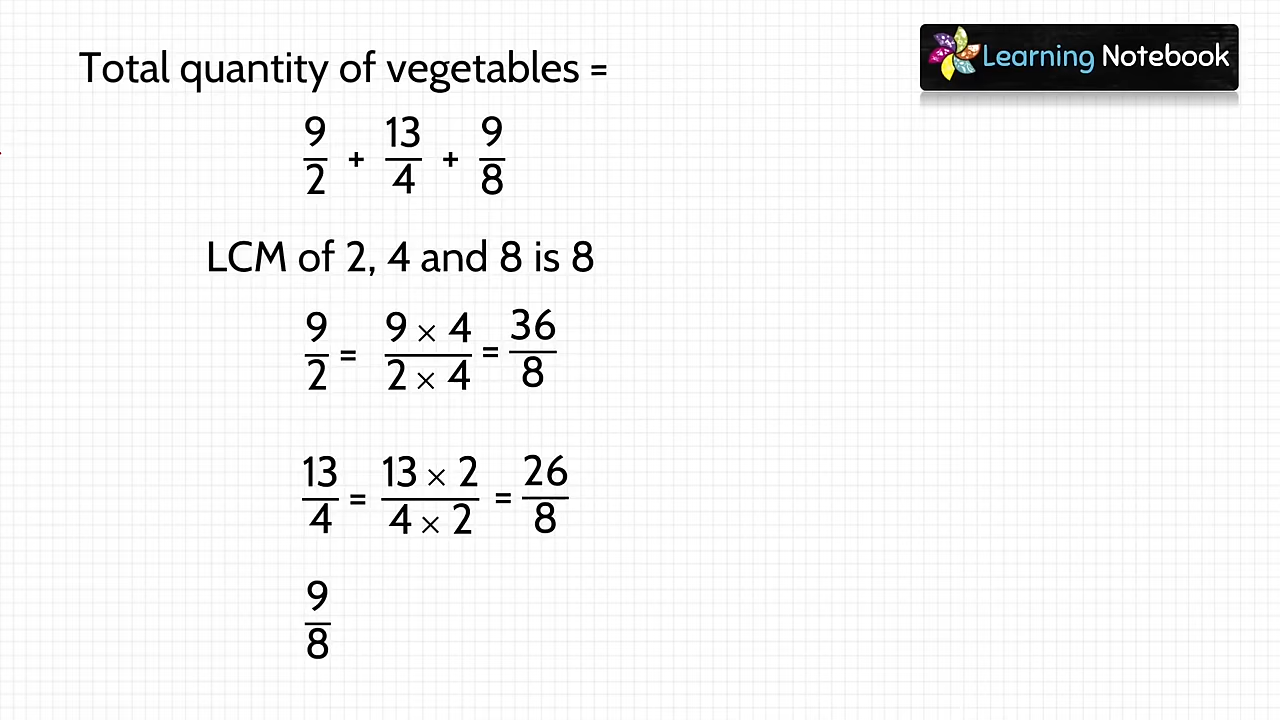 Total quantity of vegetables =
Learning Notebook
9/2 + 13/4 + 9/8
LCM of 2, 4 and 8 is 8
9/2 = 9 × 4/2 × 4 = 36/8
13/4 = 13 × 2/4 × 2 = 26/8
9/8